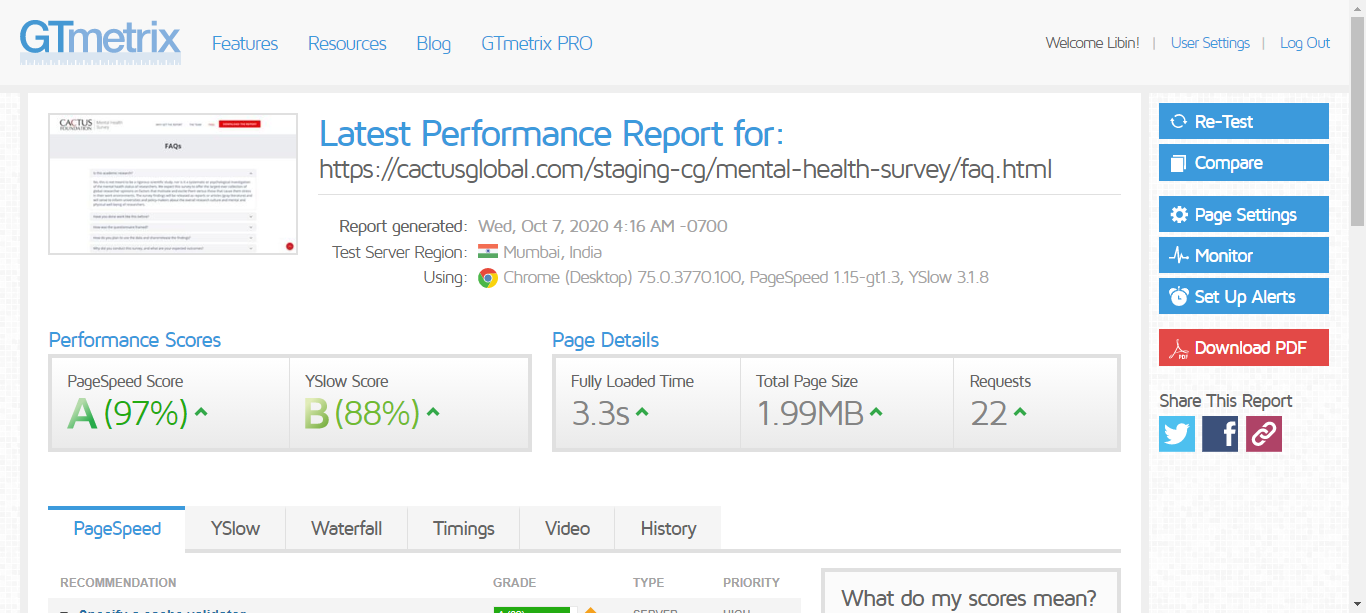 GTmetrix
Features Resources Blog GTmetrix PRO
Welcome Libin! | User Settings | Log Out
CACTUS FOUNDATION Mental Health Survey
FAQs
Latest Performance Report for:
https://cactusglobal.com/staging-cg/mental-health-survey/faq.html
Report generated: Wed, Oct 7, 2020 4:16 AM -0700
Test Server Region: Mumbai, India
Using: Chrome (Desktop) 75.0.3770.100, PageSpeed 1.15-gt1.3, YSlow 3.1.8
Performance Scores
PageSpeed Score
A (97%)
YSlow Score
B (88%)
Page Details
Fully Loaded Time
3.3s
Total Page Size
1.99MB
Requests
22
PageSpeed YSlow Waterfall Timings Video History
RECOMMENDATION GRADE TYPE PRIORITY
Specify a cache validator SERVER HIGH
What do my scores mean?
Re-Test
Compare
Page Settings
Monitor
Set Up Alerts
PDF Download PDF
Share This Report